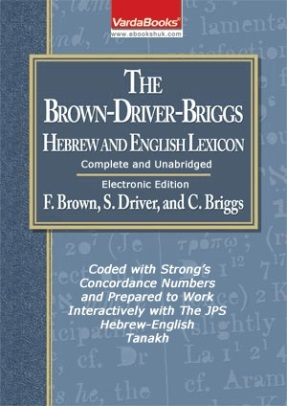 VardaBooks®
www.ebookshuk.com
THE
BROWN-DRIVER-BRIGGS
HEBREW AND ENGLISH LEXICON
Complete and Unabridged
Electronic Edition
F. Brown, S. Driver, and C. Briggs
Coded with Strong's
Concordance Numbers
and Prepared to Work
Interactively with The JPS
Hebrew-English
Tanakh